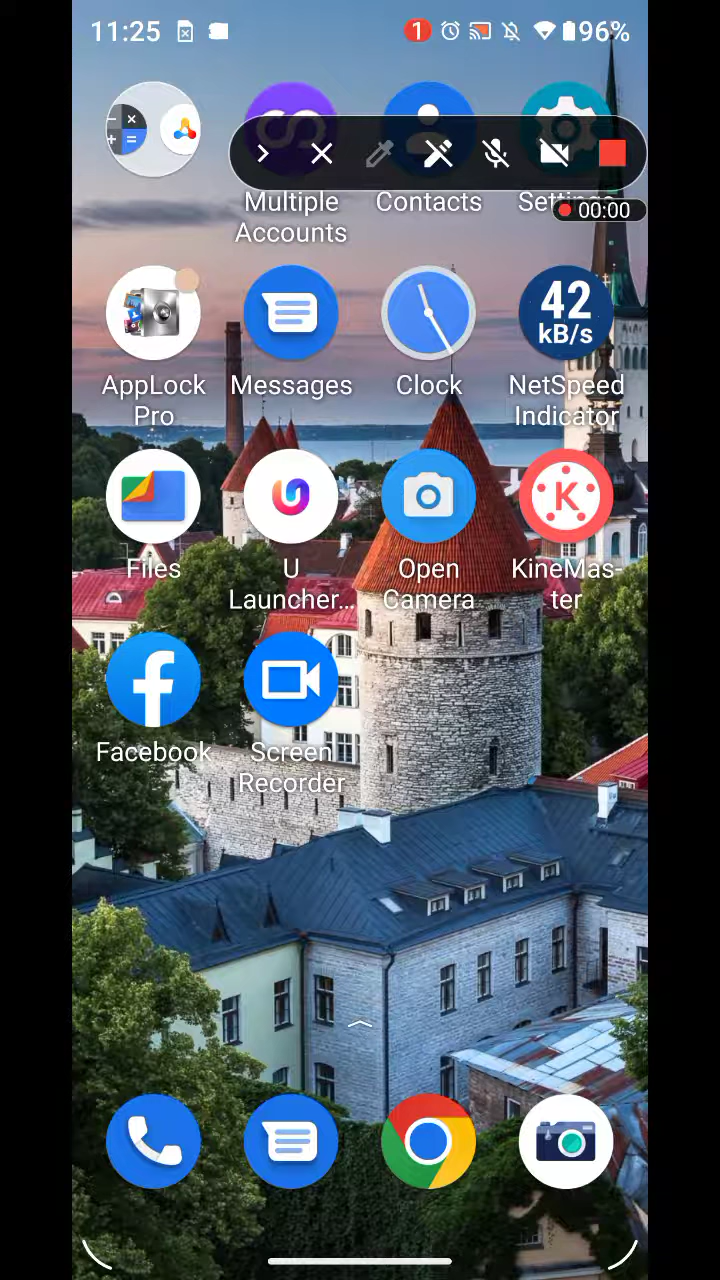 11:25
1
96%
Multiple
Accounts
Contacts
00:00
42
kB/s
AppLock
Pro
Messages
Clock
NetSpeed
Indicator
Files
U
Launcher...
Open
Camera
K
KineMas-
ter
Facebook
Screen
Recorder